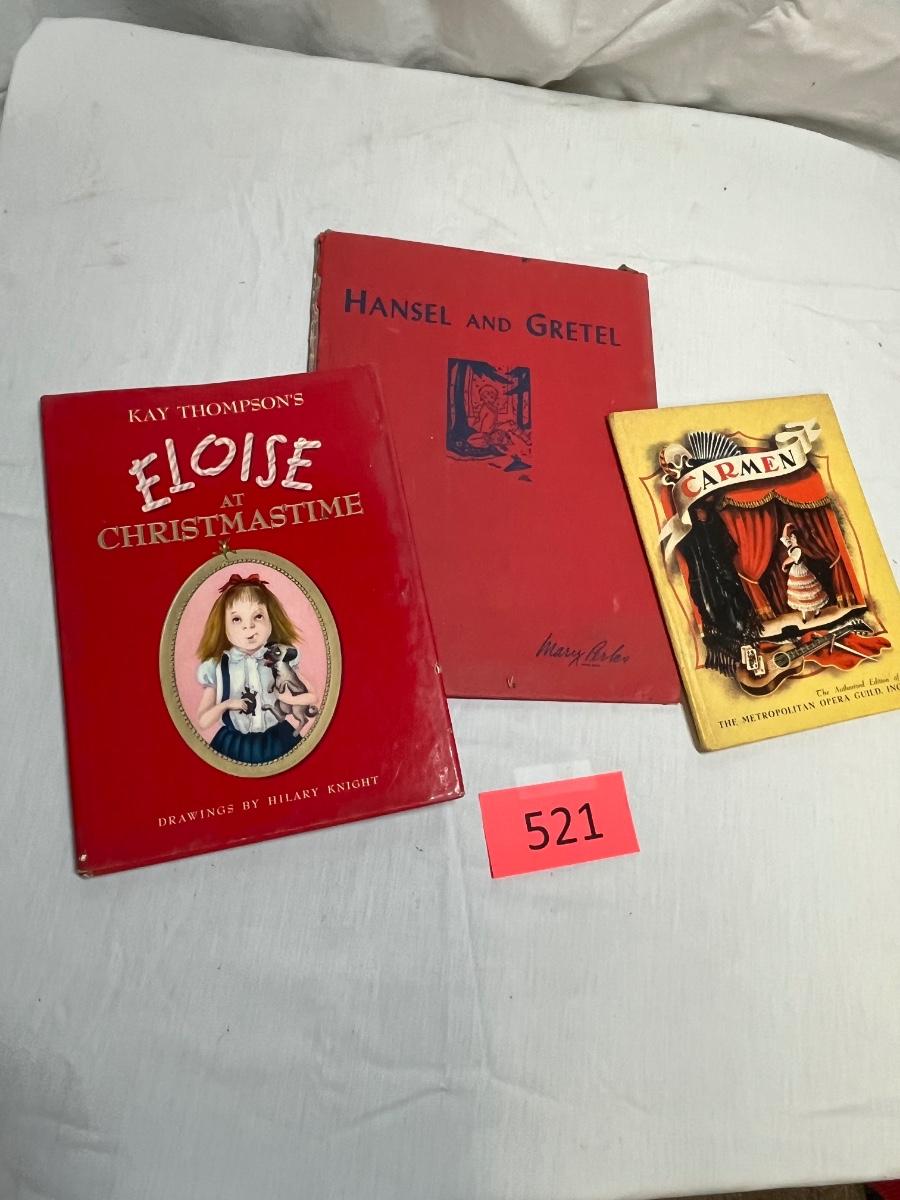 KAY THOMPSON'S
ELOISE
AT
CHRISTMASTIME
DRAWINGS BY HILARY KNIGHT
HANSEL AND GRETEL
Mary
CARMEN
The Authorized Edition of
THE METROPOLITAN OPERA GUILD, INC
521